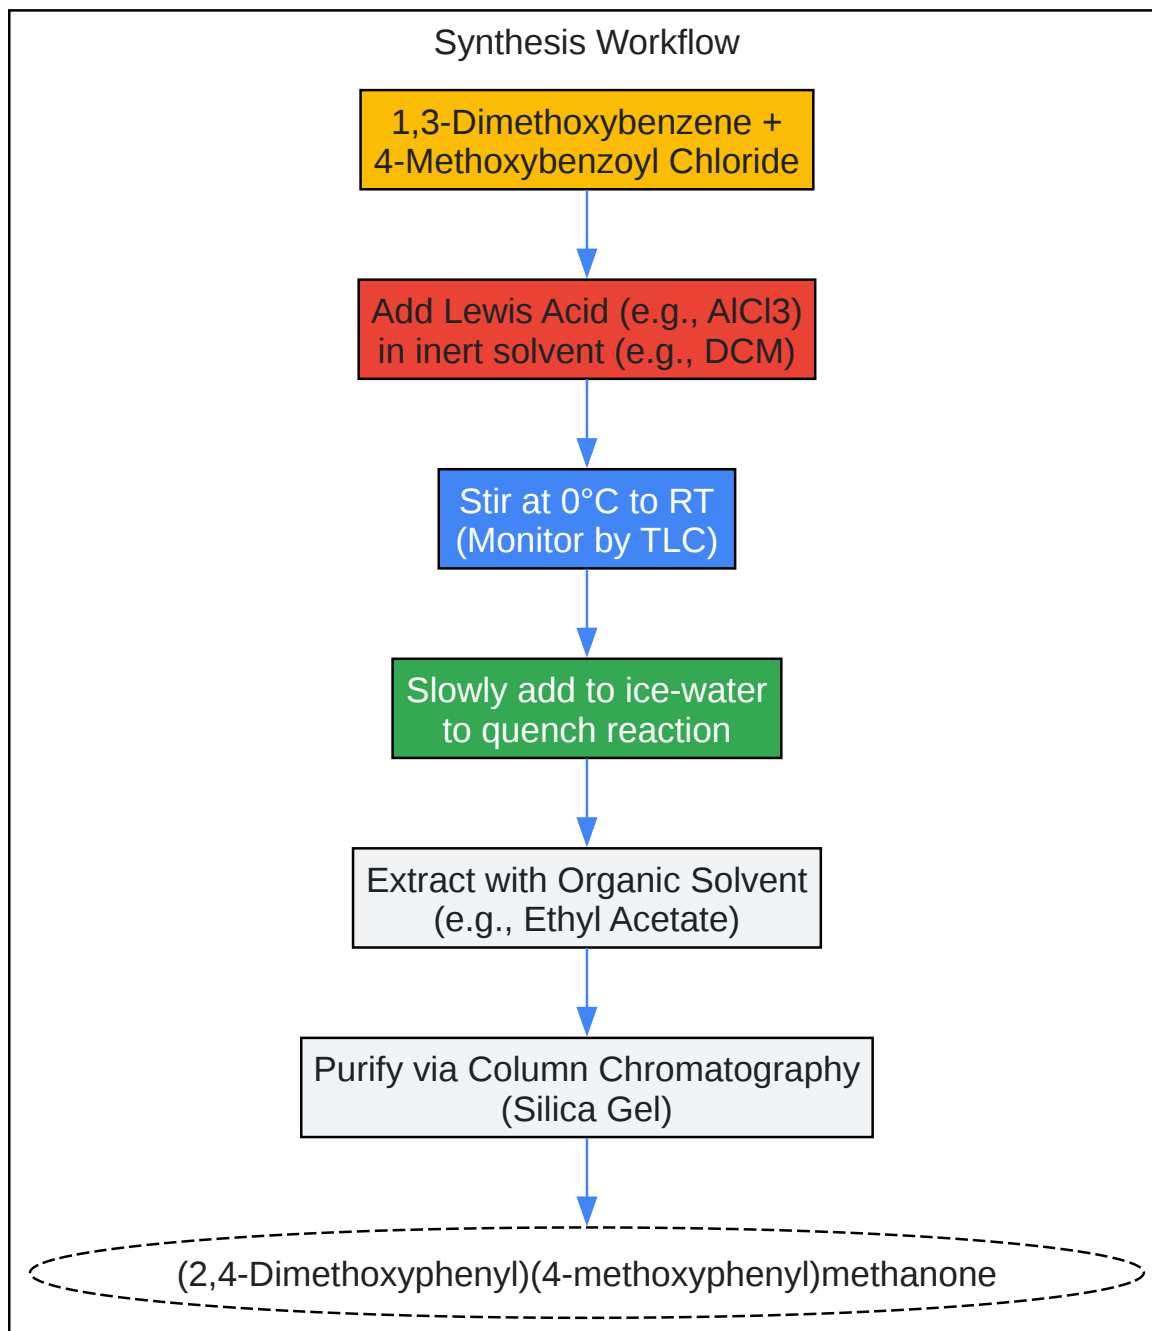 Synthesis Workflow
1,3-Dimethoxybenzene +
4-Methoxybenzoyl Chloride
Add Lewis Acid (e.g., AlCl3)
in inert solvent (e.g., DCM)
Stir at 0°C to RT
(Monitor by TLC)
Slowly add to ice-water
to quench reaction
Extract with Organic Solvent
(e.g., Ethyl Acetate)
Purify via Column Chromatography
(Silica Gel)
(2,4-Dimethoxyphenyl)(4-methoxyphenyl)methanone